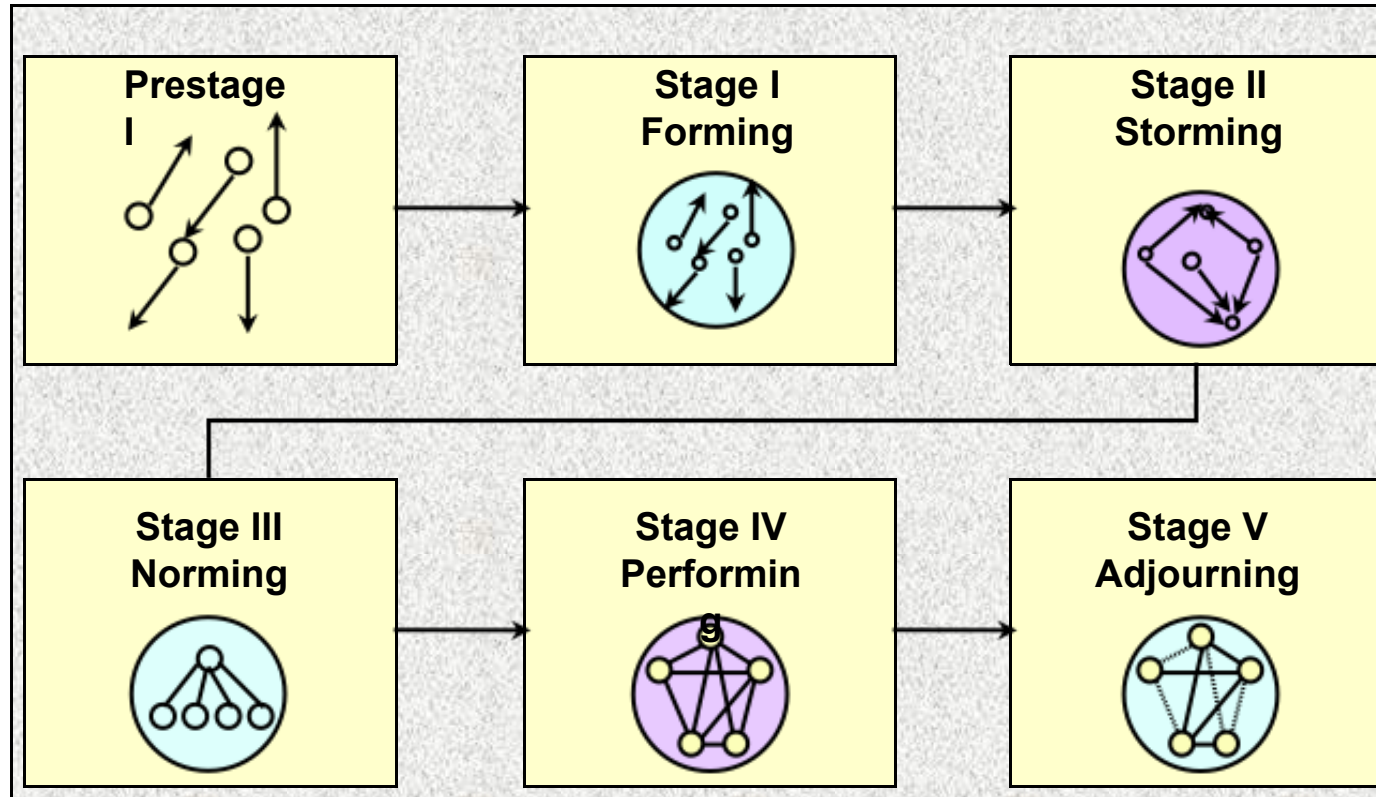 Prestage
I
Stage I
Forming
Stage II
Storming
Stage III
Norming
Stage IV
Performin
g
Stage V
Adjourning